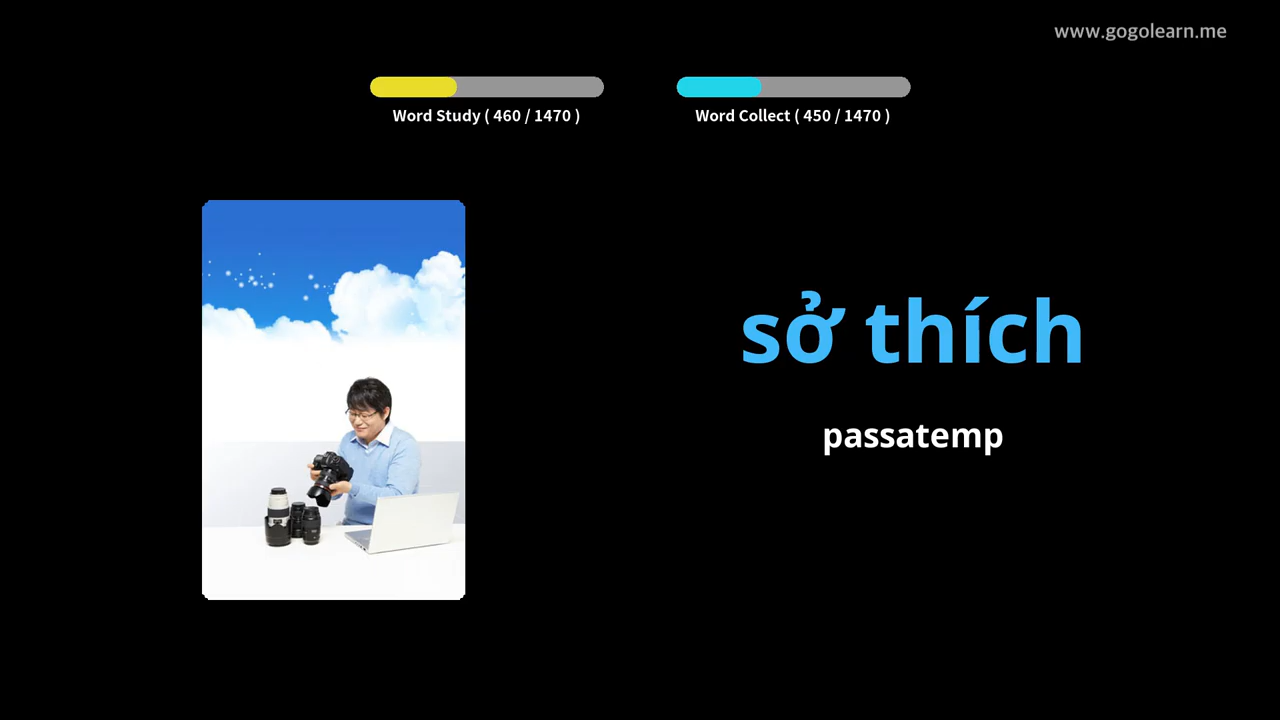 www.gogolearn.me
Word Study ( 460 / 1470 )
Word Collect ( 450 / 1470 )
sở thích
passatemp